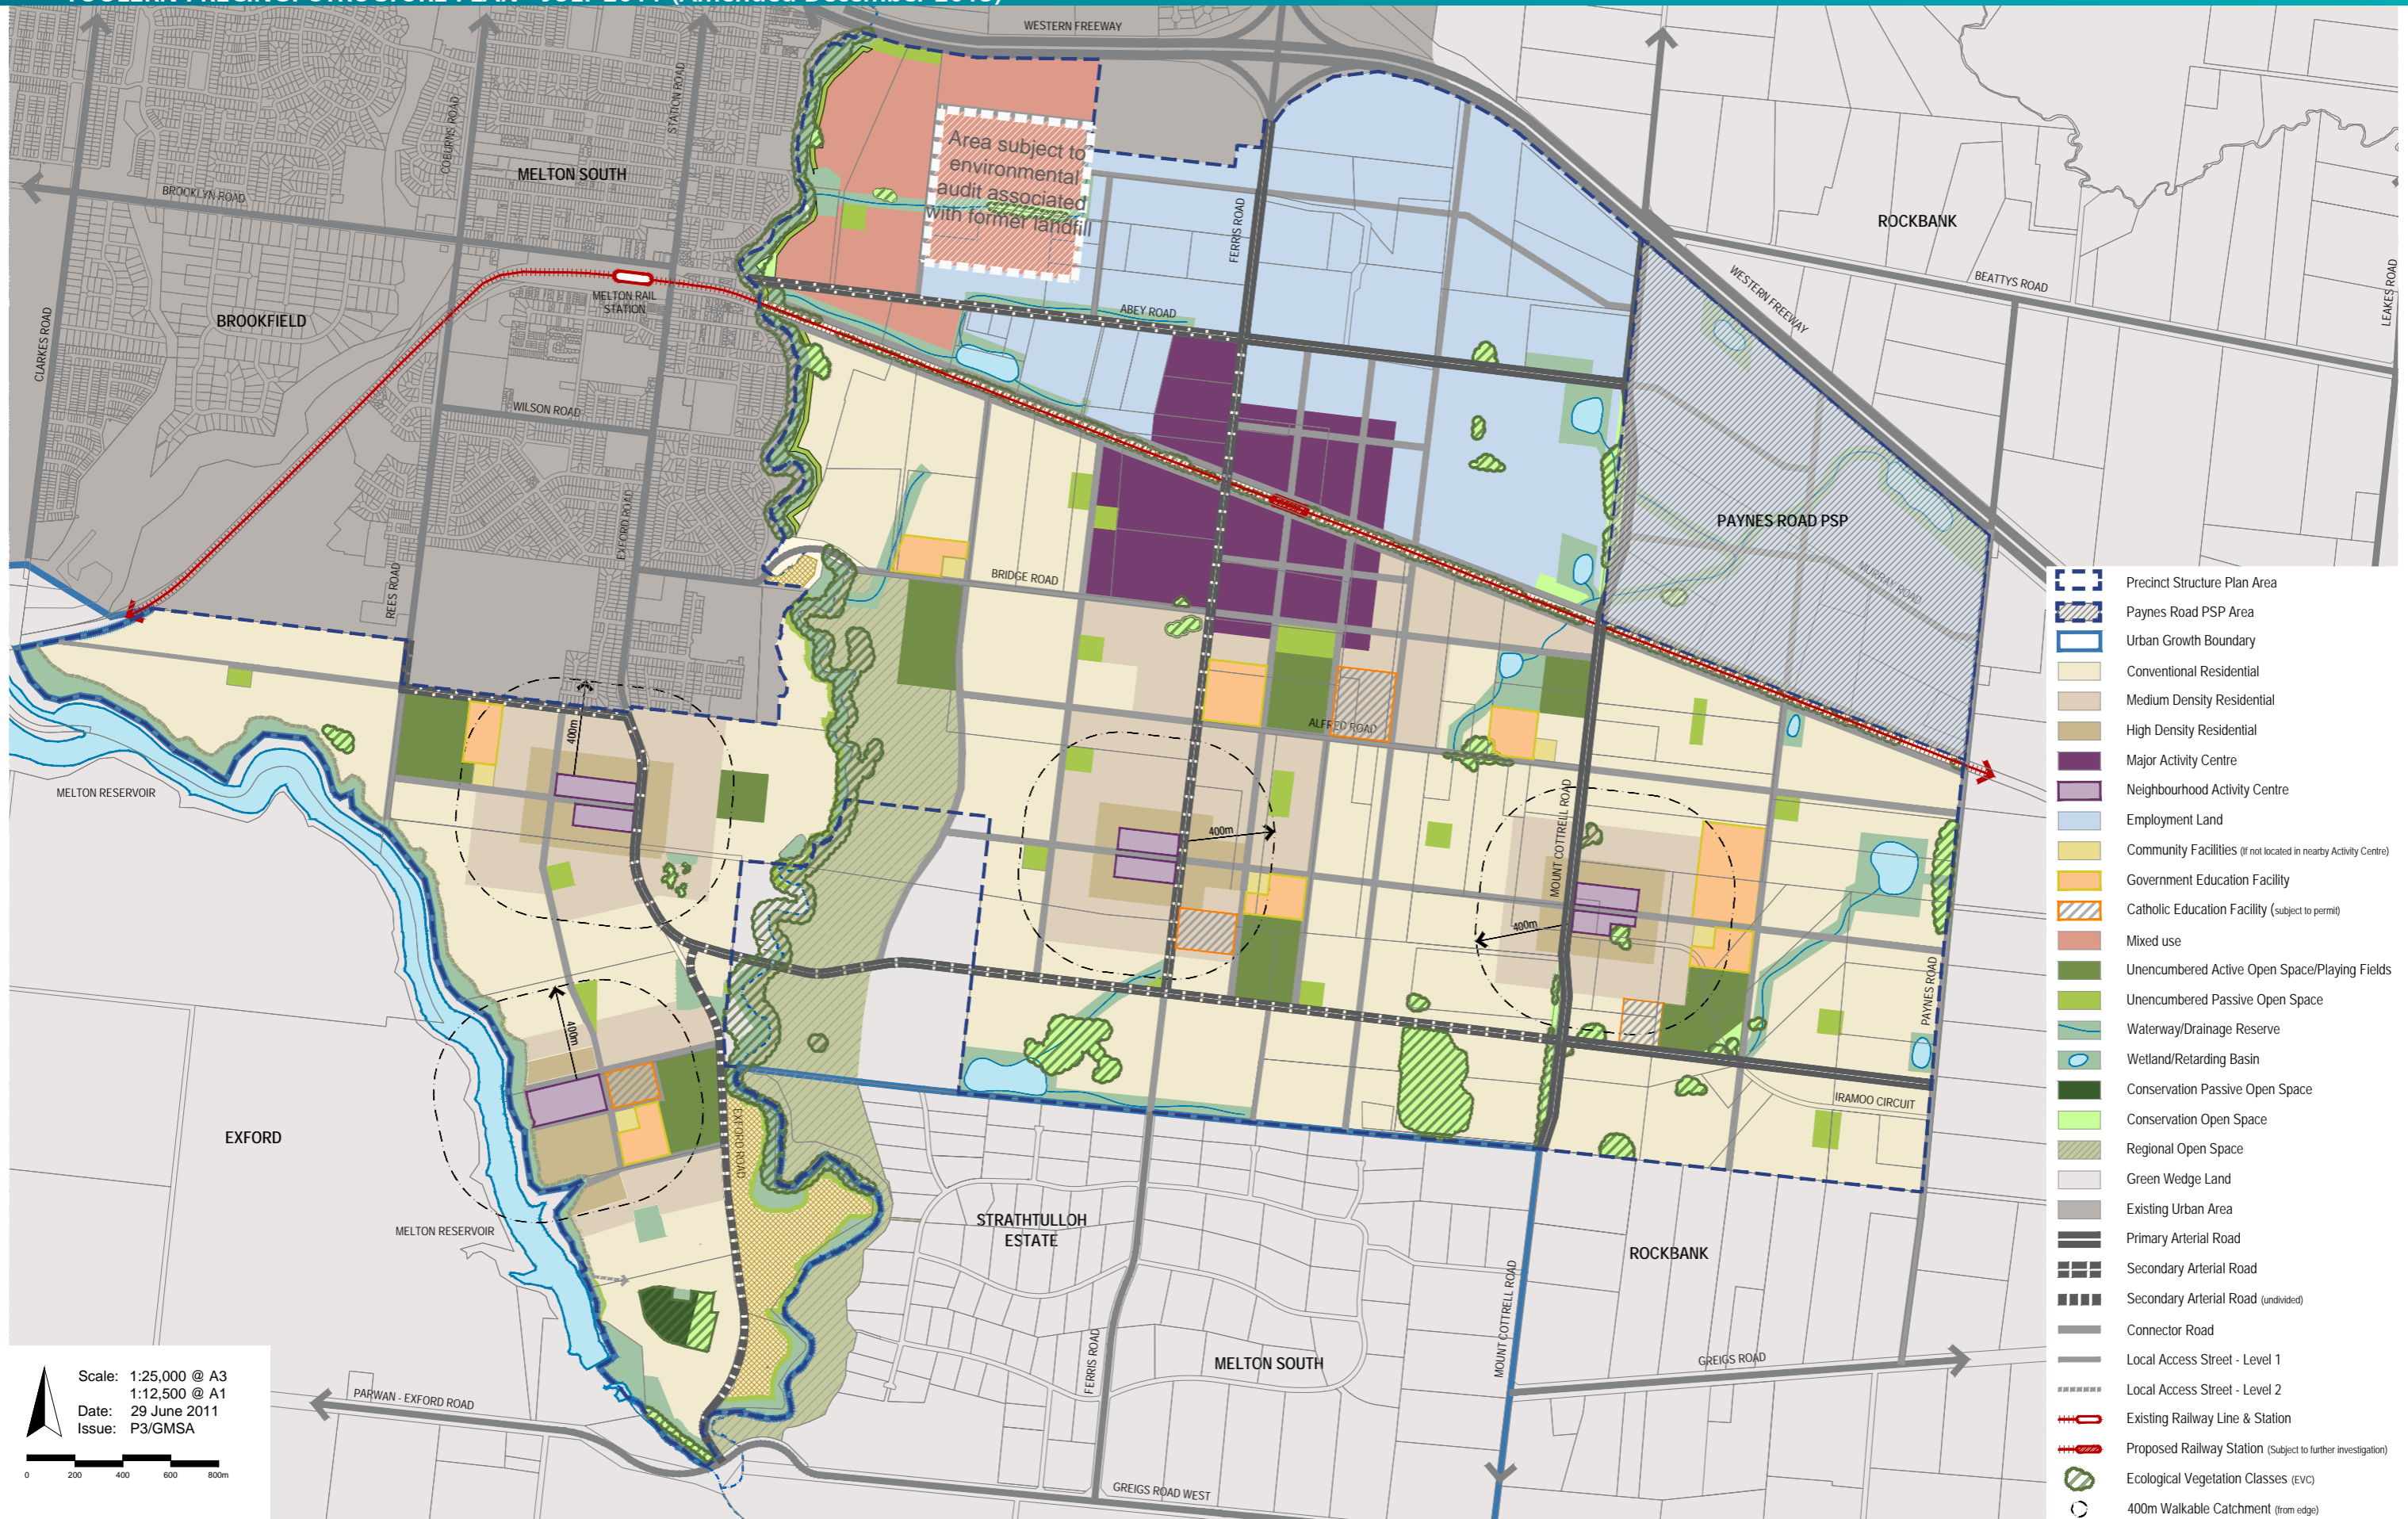 WESTERN FREEWAY
COBURNS ROAD
STATION ROAD
MELTON SOUTH
BROOKLYN ROAD
Area subject to
environmental
audit associated
with former landfill
FERRIS ROAD
ROCKBANK
BEATTYS ROAD
WESTERN FREEWAY
LEAKES ROAD
MELTON RAIL
STATION
BROOKFIELD
CLARKES ROAD
ABEY ROAD
WILSON ROAD
EXFORD ROAD
PAYNES ROAD PSP
MURRAY ROAD
BRIDGE ROAD
REES ROAD
ALFRED ROAD
400m
MELTON RESERVOIR
400m
MOUNT COTTRELL ROAD
400m
PAYNES ROAD
400m
IRAMOO CIRCUIT
EXFORD
EXFORD ROAD
MELTON RESERVOIR
STRATHTULLOH
ESTATE
ROCKBANK
MOUNT COTTRELL ROAD
FERRIS ROAD
MELTON SOUTH
GREIGS ROAD
PARWAN - EXFORD ROAD
GREIGS ROAD WEST
Scale: 1:25,000 @ A3
1:12,500 @ A1
Date: 29 June 2011
Issue: P3/GMSA
0 200 400 600 800m
Precinct Structure Plan Area
Paynes Road PSP Area
Urban Growth Boundary
Conventional Residential
Medium Density Residential
High Density Residential
Major Activity Centre
Neighbourhood Activity Centre
Employment Land
Community Facilities (If not located in nearby Activity Centre)
Government Education Facility
Catholic Education Facility (subject to permit)
Mixed use
Unencumbered Active Open Space/Playing Fields
Unencumbered Passive Open Space
Waterway/Drainage Reserve
Wetland/Retarding Basin
Conservation Passive Open Space
Conservation Open Space
Regional Open Space
Green Wedge Land
Existing Urban Area
Primary Arterial Road
Secondary Arterial Road
Secondary Arterial Road (undivided)
Connector Road
Local Access Street - Level 1
Local Access Street - Level 2
Existing Railway Line & Station
Proposed Railway Station (Subject to further investigation)
Ecological Vegetation Classes (EVC)
400m Walkable Catchment (from edge)